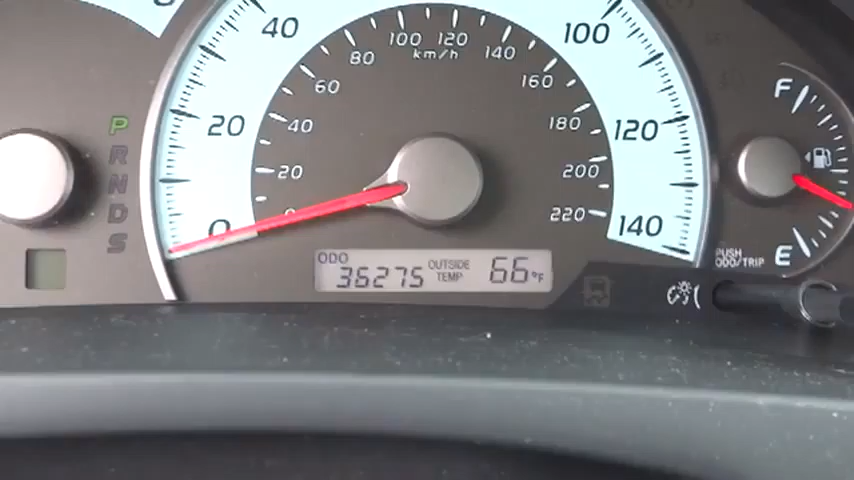 40
100
80
100
120
140
km/h
60
160
F
P
20
40
180
120
R
N
20
200
D
0
0
220
140
S
ODO
36275
OUTSIDE
TEMP
66°F
PUSH
ODO/TRIP
E